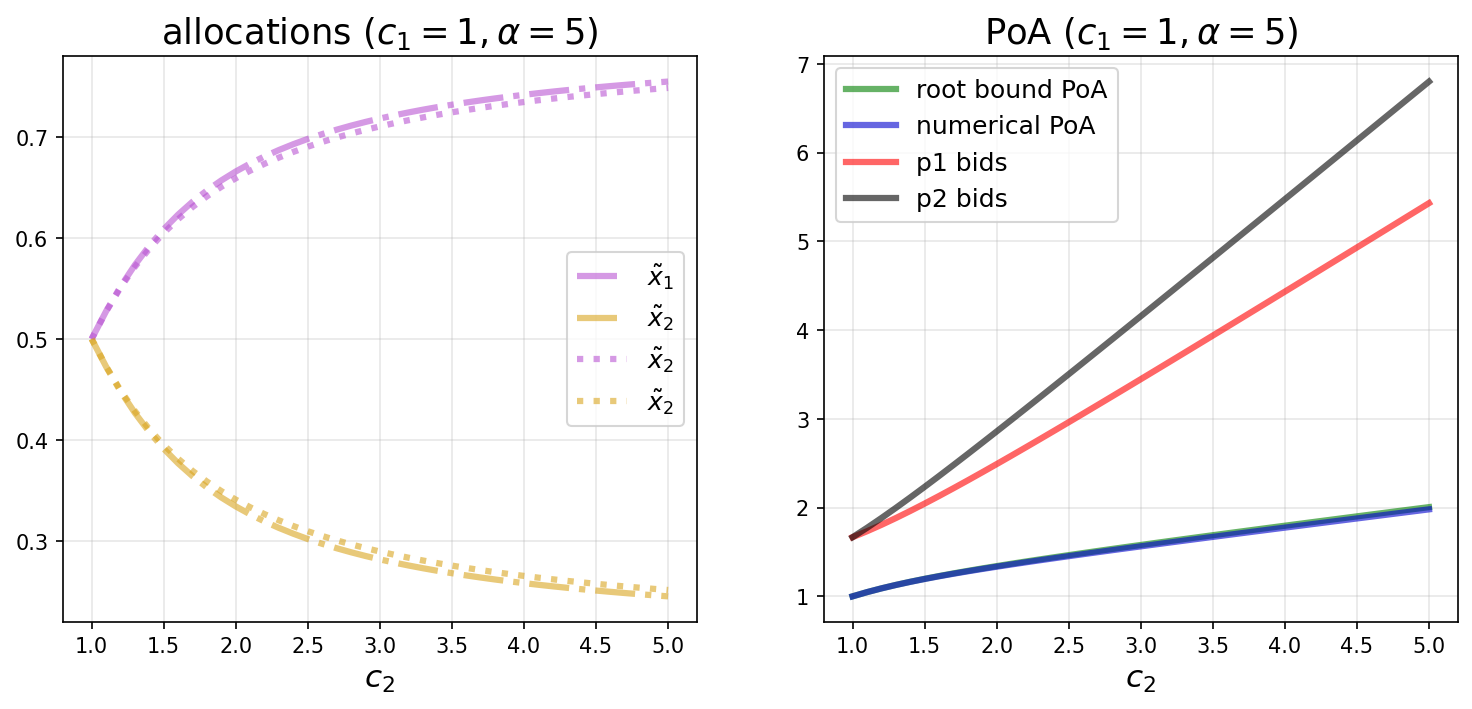 allocations (c₁ = 1, α = 5)
0.7
0.6
0.5
0.4
0.3
x̃₁
x̃₂
x̃₂
x̃₂
1.0 1.5 2.0 2.5 3.0 3.5 4.0 4.5 5.0
c₂
PoA (c₁ = 1, α = 5)
7
6
5
4
3
2
1
root bound PoA
numerical PoA
p1 bids
p2 bids
1.0 1.5 2.0 2.5 3.0 3.5 4.0 4.5 5.0
c₂